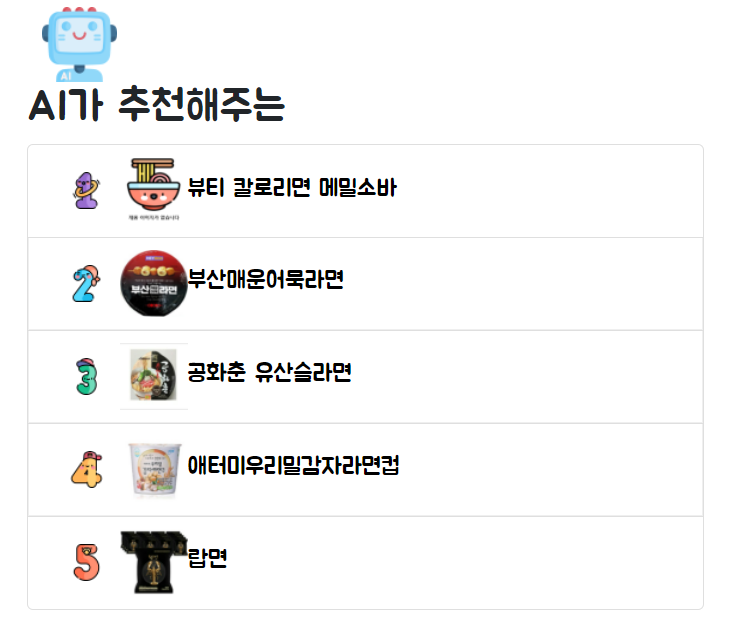 AI
AI가 추천해주는
1
뷰티 칼로리면 메밀소바
2
부산매운어묵라면
3
공화춘 유산슬라면
4
애터미우리밀감자라면컵
5
랍면